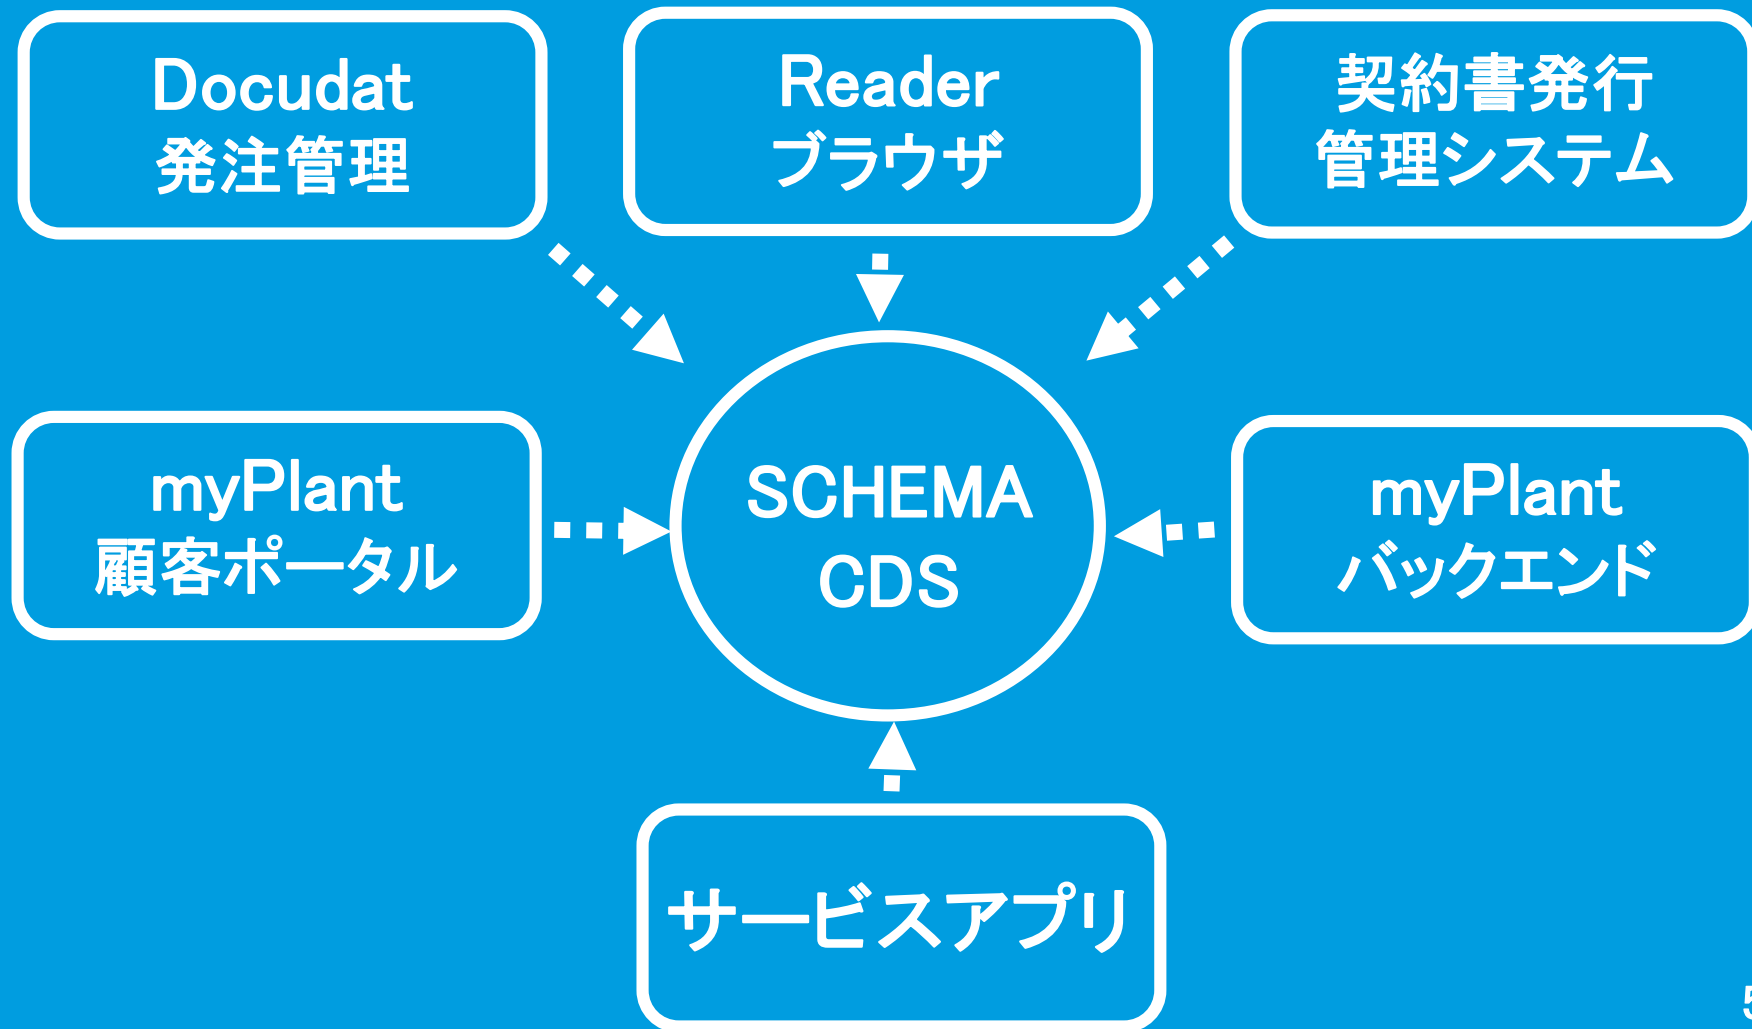 Docudat
発注管理
Reader
ブラウザ
契約書発行
管理システム
myPlant
顧客ポータル
SCHEMA
CDS
myPlant
バックエンド
サービスアプリ
5